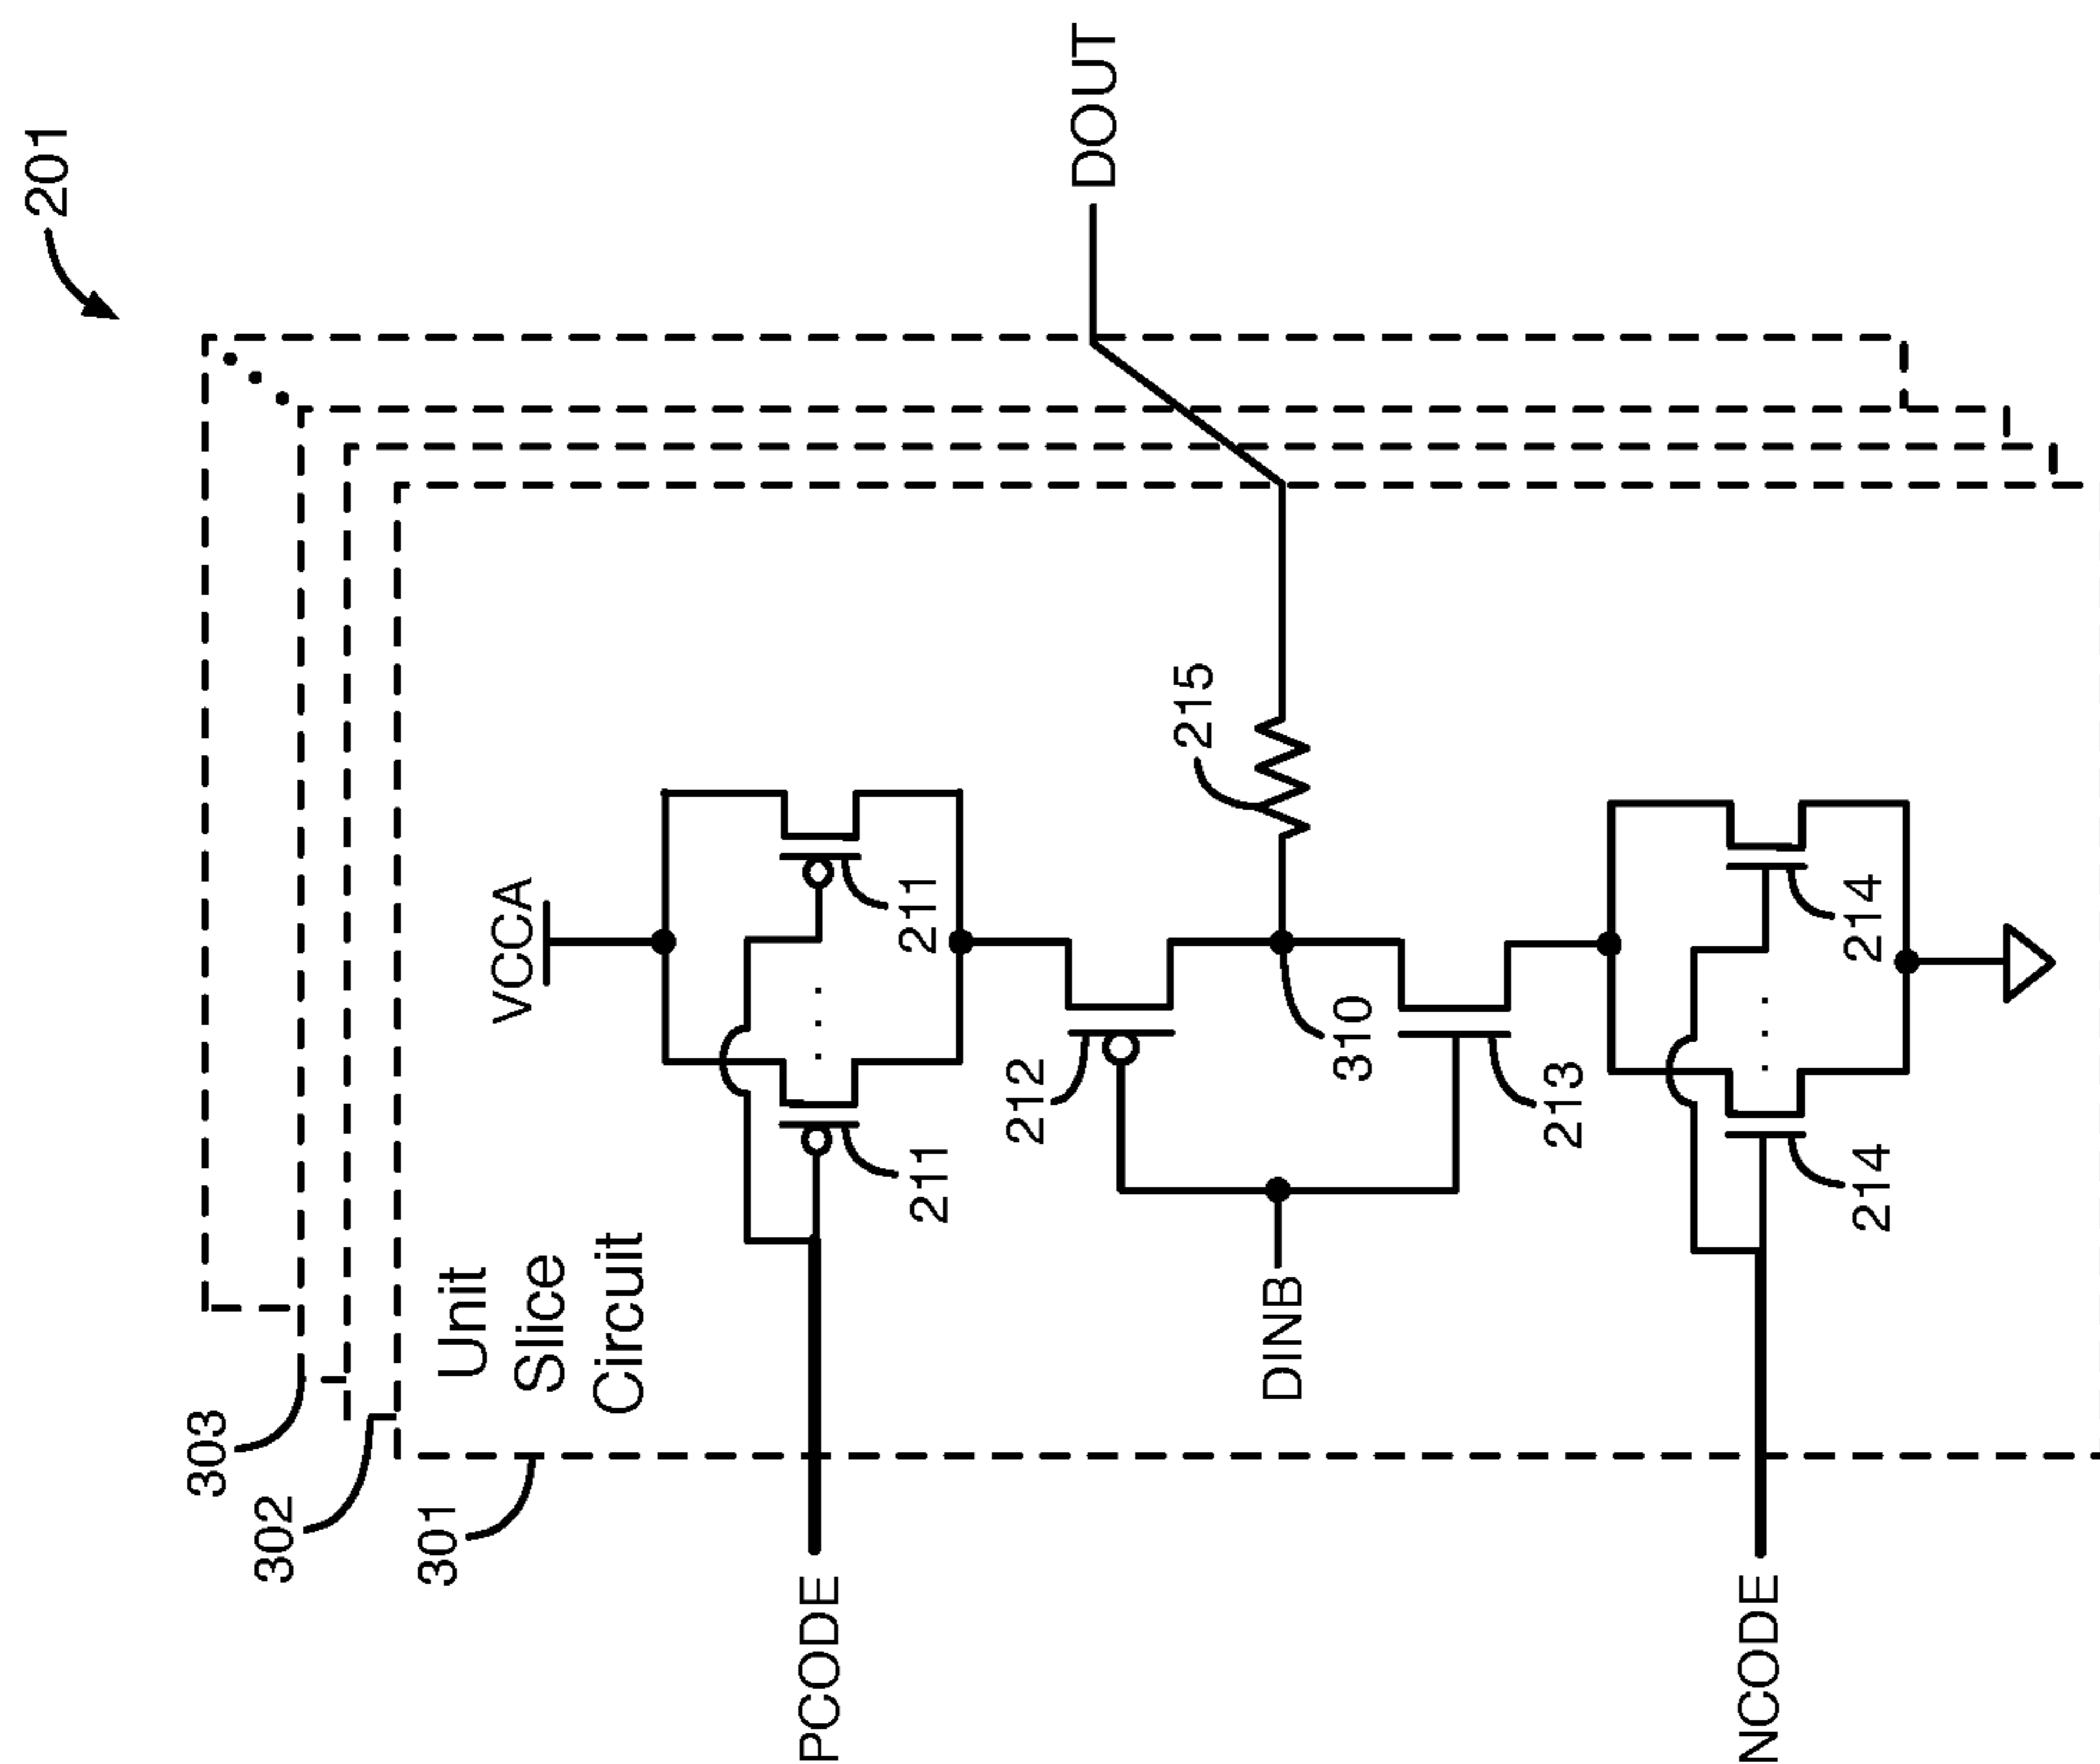 201
303
302
301
Unit
Slice
Circuit
VCCA
211
211
PCODE
212
215
DOUT
310
DINB
213
214
214
NCODE